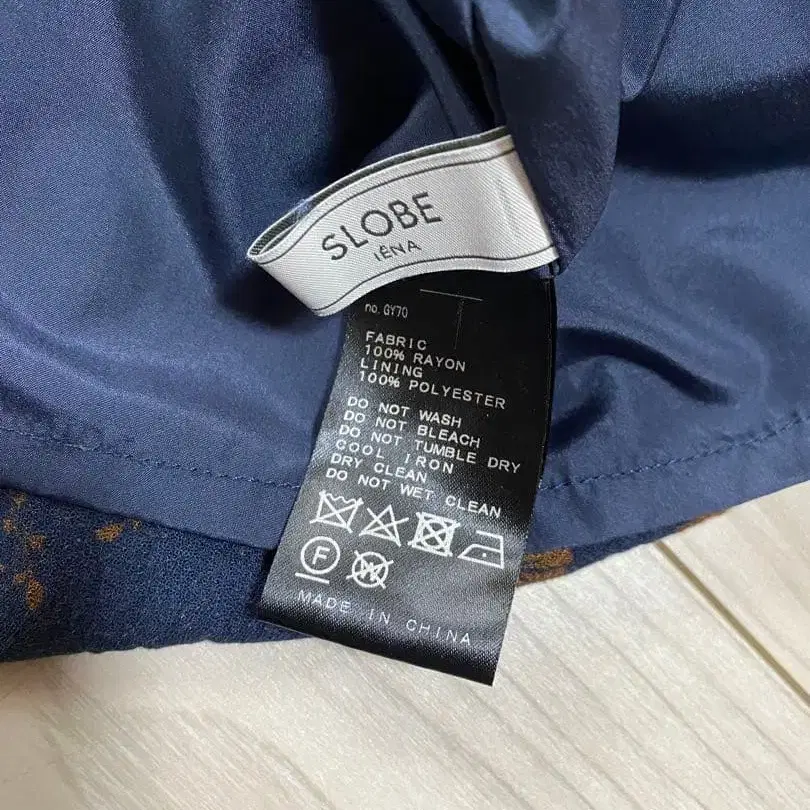 SLOBE
IÉNA
no. GY70
FABRIC
100% RAYON
LINING
100% POLYESTER
DO NOT WASH
DO NOT BLEACH
DO NOT TUMBLE DRY
COOL IRON
DRY CLEAN
DO NOT WET CLEAN
F
W
MADE IN CHINA